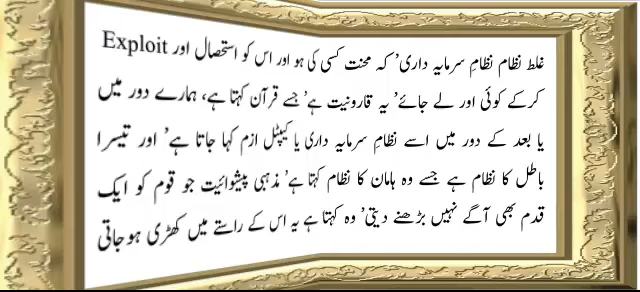 غلط نظام نظامِ سرمایہ داری’ کہ محنت کسی کی ہو اور اس کو استحصال اور Exploit
کرکے کوئی اور لے جائے’ یہ قارونیت ہے’ جسے قرآن کہتا ہے، ہمارے دور میں
یا بعد کے دور میں اسے نظامِ سرمایہ داری یا کیپٹل ازم کہا جاتا ہے’ اور تیسرا
باطل کا نظام ہے جسے وہ ہامان کا نظام کہتا ہے’ مذہبی پیشوائیت جو قوم کو ایک
قدم بھی آگے نہیں بڑھنے دیتی’ وہ کہتا ہے یہ اس کے راستے میں کھڑی ہو جاتی